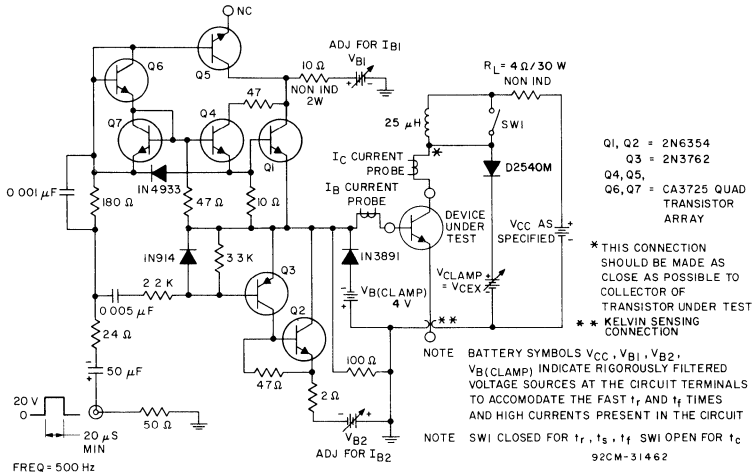 NC
Q6
Q5
ADJ FOR IB1
VB1
+ -
10 Ω
NON IND
2W
RL = 4 Ω/30 W
NON IND
Q7
Q4
47
Q1
25 μH
SW1
IC CURRENT
PROBE
*
D2540M
Q1, Q2 = 2N6354
Q3 = 2N3762
Q4, Q5,
Q6, Q7 = CA3725 QUAD
TRANSISTOR
ARRAY
1N4933
0 001 μF
180 Ω
47 Ω
10 Ω
IB CURRENT
PROBE
DEVICE
UNDER
TEST
VCC AS
SPECIFIED
+
-
1N914
3 3K
Q3
1N3891
VCLAMP
= VCEX
+
-
* THIS CONNECTION
SHOULD BE MADE AS
CLOSE AS POSSIBLE TO
COLLECTOR OF
TRANSISTOR UNDER TEST
2 2K
0 005 μF
-
+
VB(CLAMP)
4 V
Q2
* *
* * KELVIN SENSING
CONNECTION
24 Ω
-
+
50 μF
47 Ω
100 Ω
2 Ω
NOTE BATTERY SYMBOLS VCC, VB1, VB2,
VB(CLAMP) INDICATE RIGOROUSLY FILTERED
VOLTAGE SOURCES AT THE CIRCUIT TERMINALS
TO ACCOMODATE THE FAST tr AND tf TIMES
AND HIGH CURRENTS PRESENT IN THE CIRCUIT
20 V
0
20 μS
MIN
50 Ω
- +
VB2
ADJ FOR IB2
NOTE SW1 CLOSED FOR tr, ts, tf SW1 OPEN FOR tc
92CM-31462
FREQ = 500 Hz